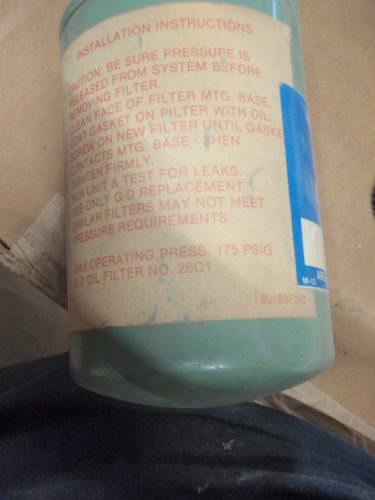 INSTALLATION INSTRUCTIONS
CAUTION: BE SURE PRESSURE IS
RELEASED FROM SYSTEM BEFORE
REMOVING FILTER.
CLEAN FACE OF FILTER MTG. BASE.
COAT GASKET ON FILTER WITH OIL.
SCREW ON NEW FILTER UNTIL GASKE
CONTACTS MTG. BASE - THEN
TIGHTEN FIRMLY.
RUN UNIT & TEST FOR LEAKS.
USE ONLY G-D REPLACEMENT
SIMILAR FILTERS MAY NOT MEET
PRESSURE REQUIREMENTS.
MAX OPERATING PRESS. 175 PSIG
G-D OIL FILTER NO. 26C1
201ESF077